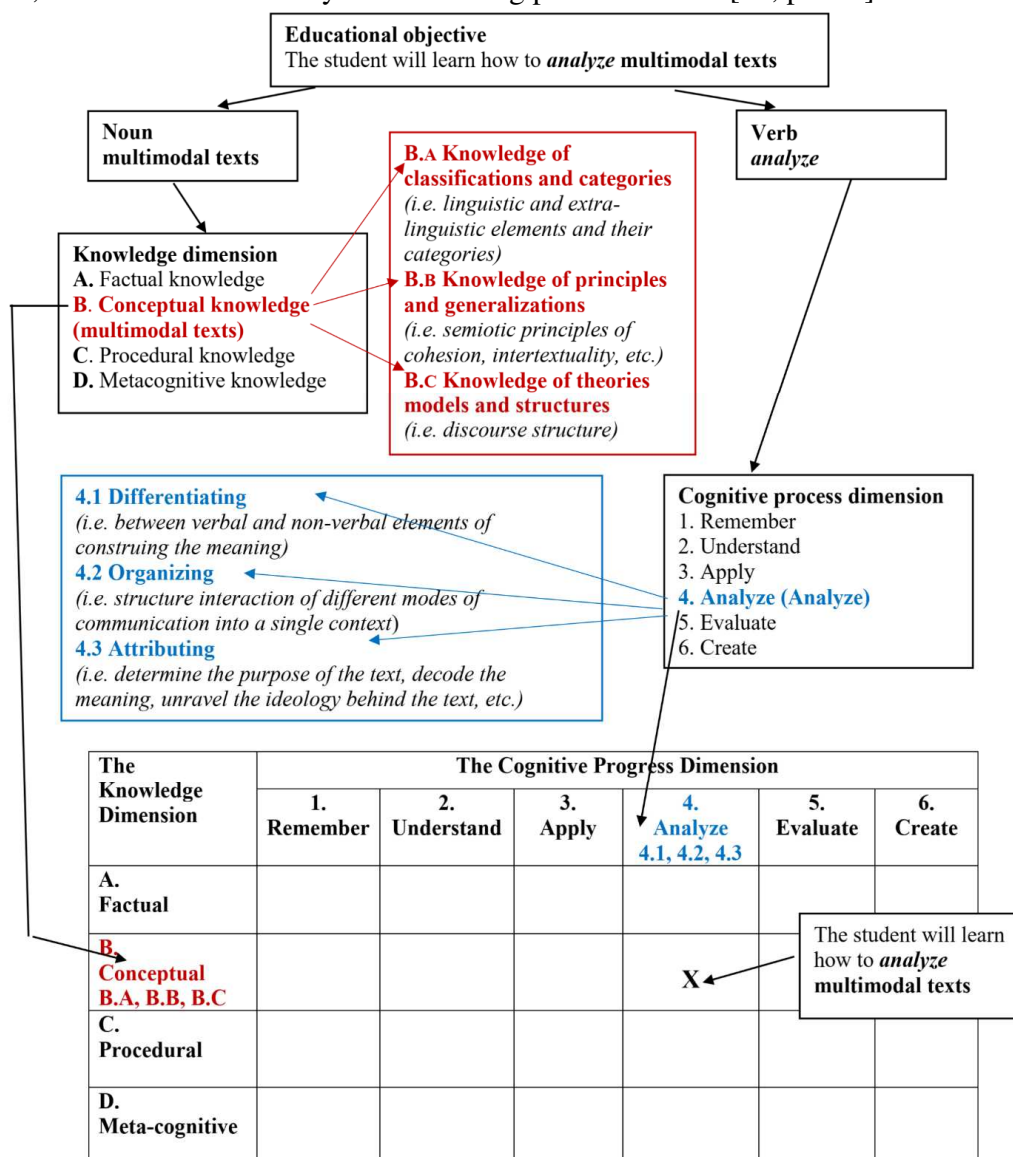 Educational objective
The student will learn how to analyze multimodal texts
Noun
multimodal texts
Verb
analyze
B.A Knowledge of
classifications and categories
(i.e. linguistic and extra-
linguistic elements and their
categories)
B.B Knowledge of principles
and generalizations
(i.e. semiotic principles of
cohesion, intertextuality, etc.)
B.C Knowledge of theories
models and structures
(i.e. discourse structure)
Knowledge dimension
A. Factual knowledge
B. Conceptual knowledge
(multimodal texts)
C. Procedural knowledge
D. Metacognitive knowledge
4.1 Differentiating
(i.e. between verbal and non-verbal elements of
construing the meaning)
4.2 Organizing
(i.e. structure interaction of different modes of
communication into a single context)
4.3 Attributing
(i.e. determine the purpose of the text, decode the
meaning, unravel the ideology behind the text, etc.)
Cognitive process dimension
1. Remember
2. Understand
3. Apply
4. Analyze (Analyze)
5. Evaluate
6. Create
The
Knowledge
Dimension
The Cognitive Progress Dimension
1.
Remember
2.
Understand
3.
Apply
4.
Analyze
4.1, 4.2, 4.3
5.
Evaluate
6.
Create
A.
Factual
B.
Conceptual
B.A, B.B, B.C
X
The student will learn
how to analyze
multimodal texts
C.
Procedural
D.
Meta-cognitive